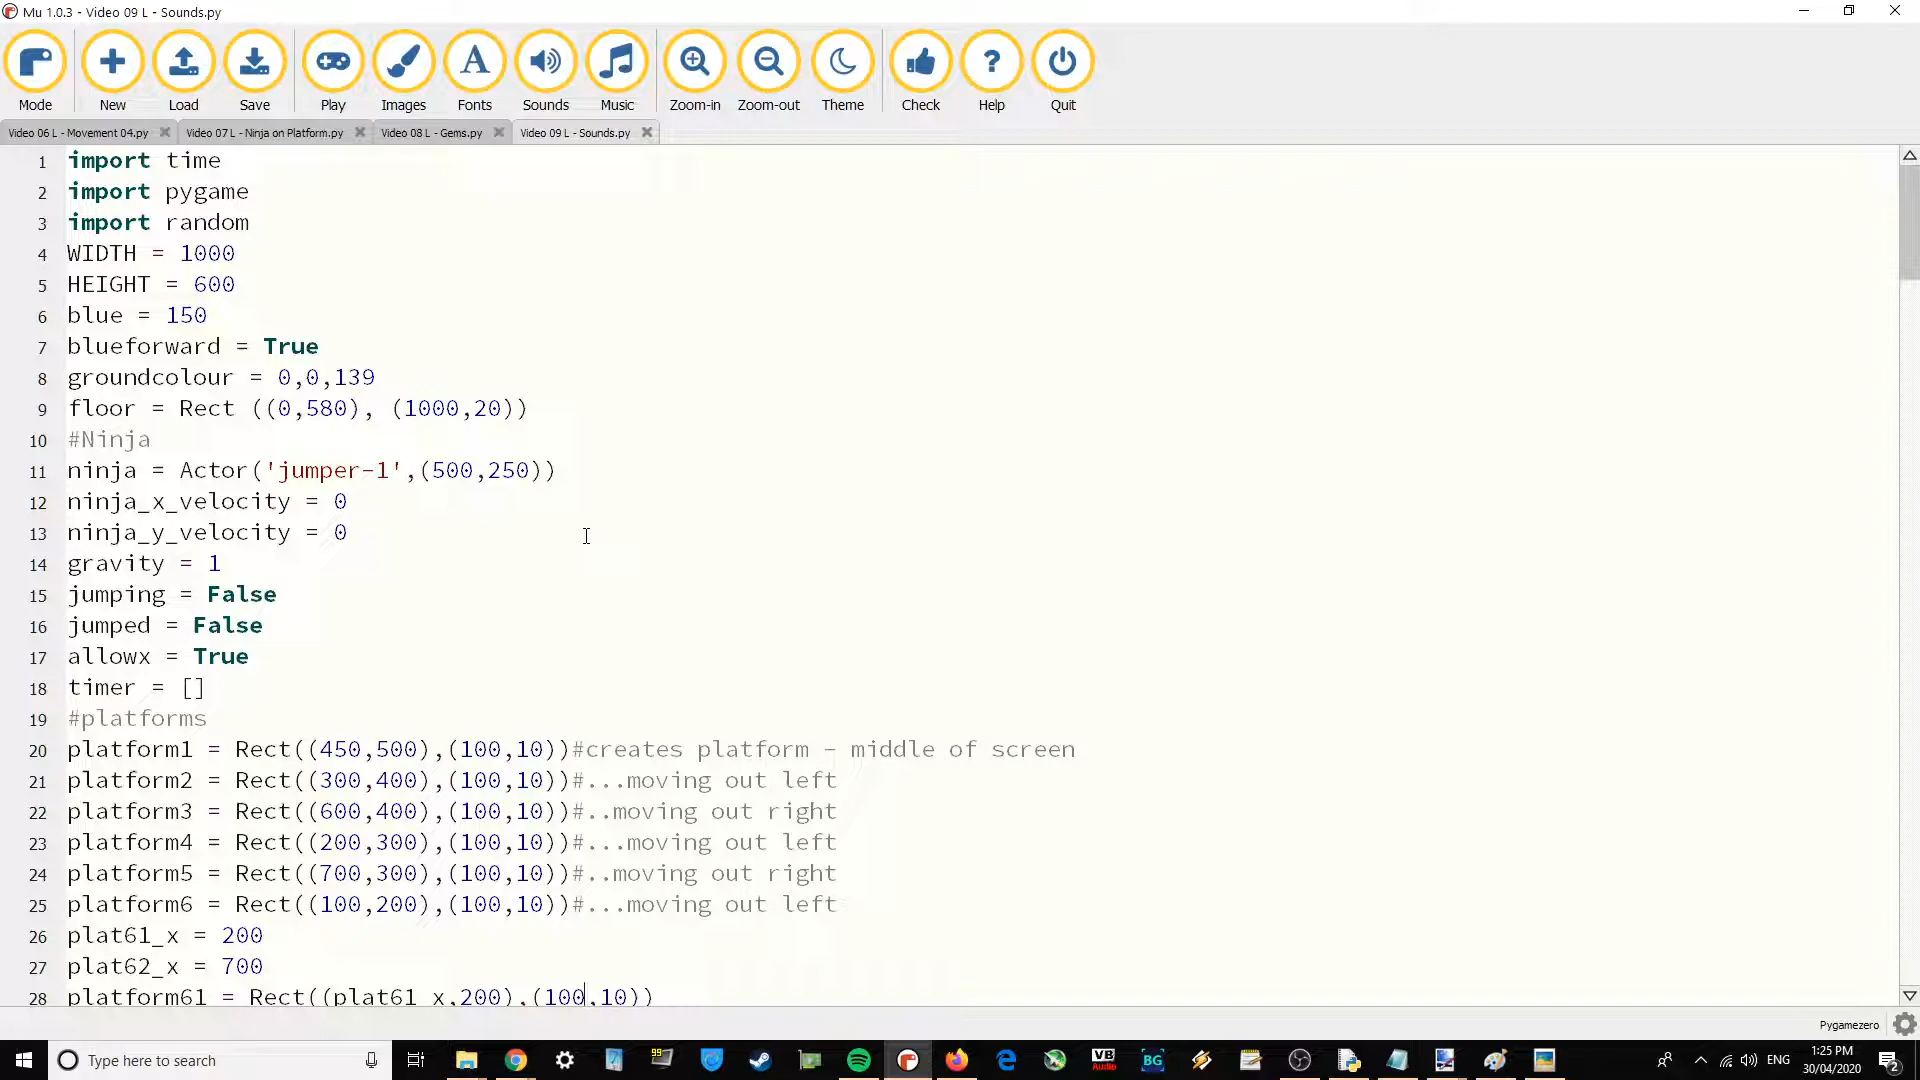 Mu 1.0.3 - Video 09 L - Sounds.py
Mode New Load Save Play Images Fonts Sounds Music Zoom-in Zoom-out Theme Check Help Quit
Video 06 L - Movement 04.py Video 07 L - Ninja on Platform.py Video 08 L - Gems.py Video 09 L - Sounds.py
1 import time
2 import pygame
3 import random
4 WIDTH = 1000
5 HEIGHT = 600
6 blue = 150
7 blueforward = True
8 groundcolour = 0,0,139
9 floor = Rect ((0,580), (1000,20))
10 #Ninja
11 ninja = Actor('jumper-1',(500,250))
12 ninja_x_velocity = 0
13 ninja_y_velocity = 0
14 gravity = 1
15 jumping = False
16 jumped = False
17 allowx = True
18 timer = []
19 #platforms
20 platform1 = Rect((450,500),(100,10))#creates platform - middle of screen
21 platform2 = Rect((300,400),(100,10))#...moving out left
22 platform3 = Rect((600,400),(100,10))#..moving out right
23 platform4 = Rect((200,300),(100,10))#...moving out left
24 platform5 = Rect((700,300),(100,10))#..moving out right
25 platform6 = Rect((100,200),(100,10))#...moving out left
26 plat61_x = 200
27 plat62_x = 700
28 platform61 = Rect((plat61_x,200),(100,10))
Pygamezero
Type here to search
99
VB Audio
BG
ENG
1:25 PM
30/04/2020
2